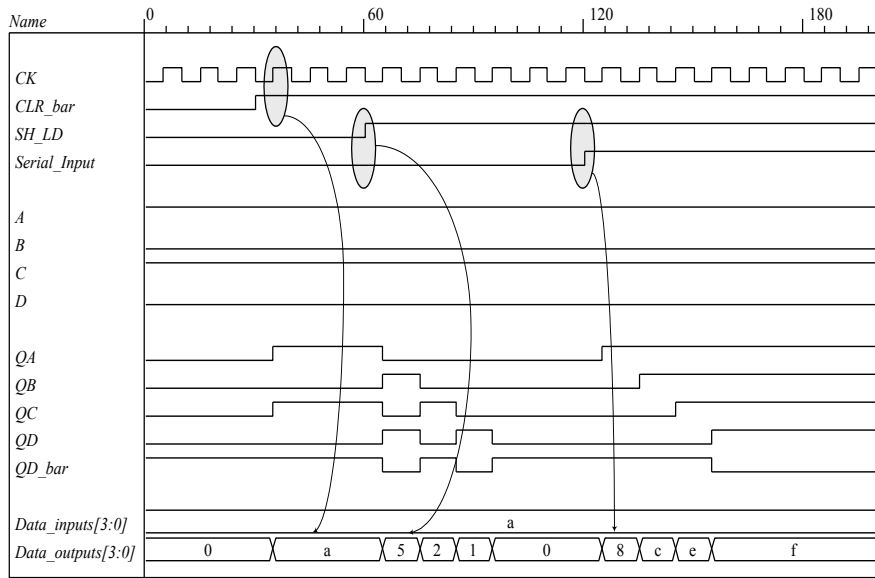 Name 0 60 120 180
CK
CLR_bar
SH_LD
Serial_Input
A
B
C
D
QA
QB
QC
QD
QD_bar
Data_inputs[3:0] a
Data_outputs[3:0] 0 a 5 2 1 0 8 c e f